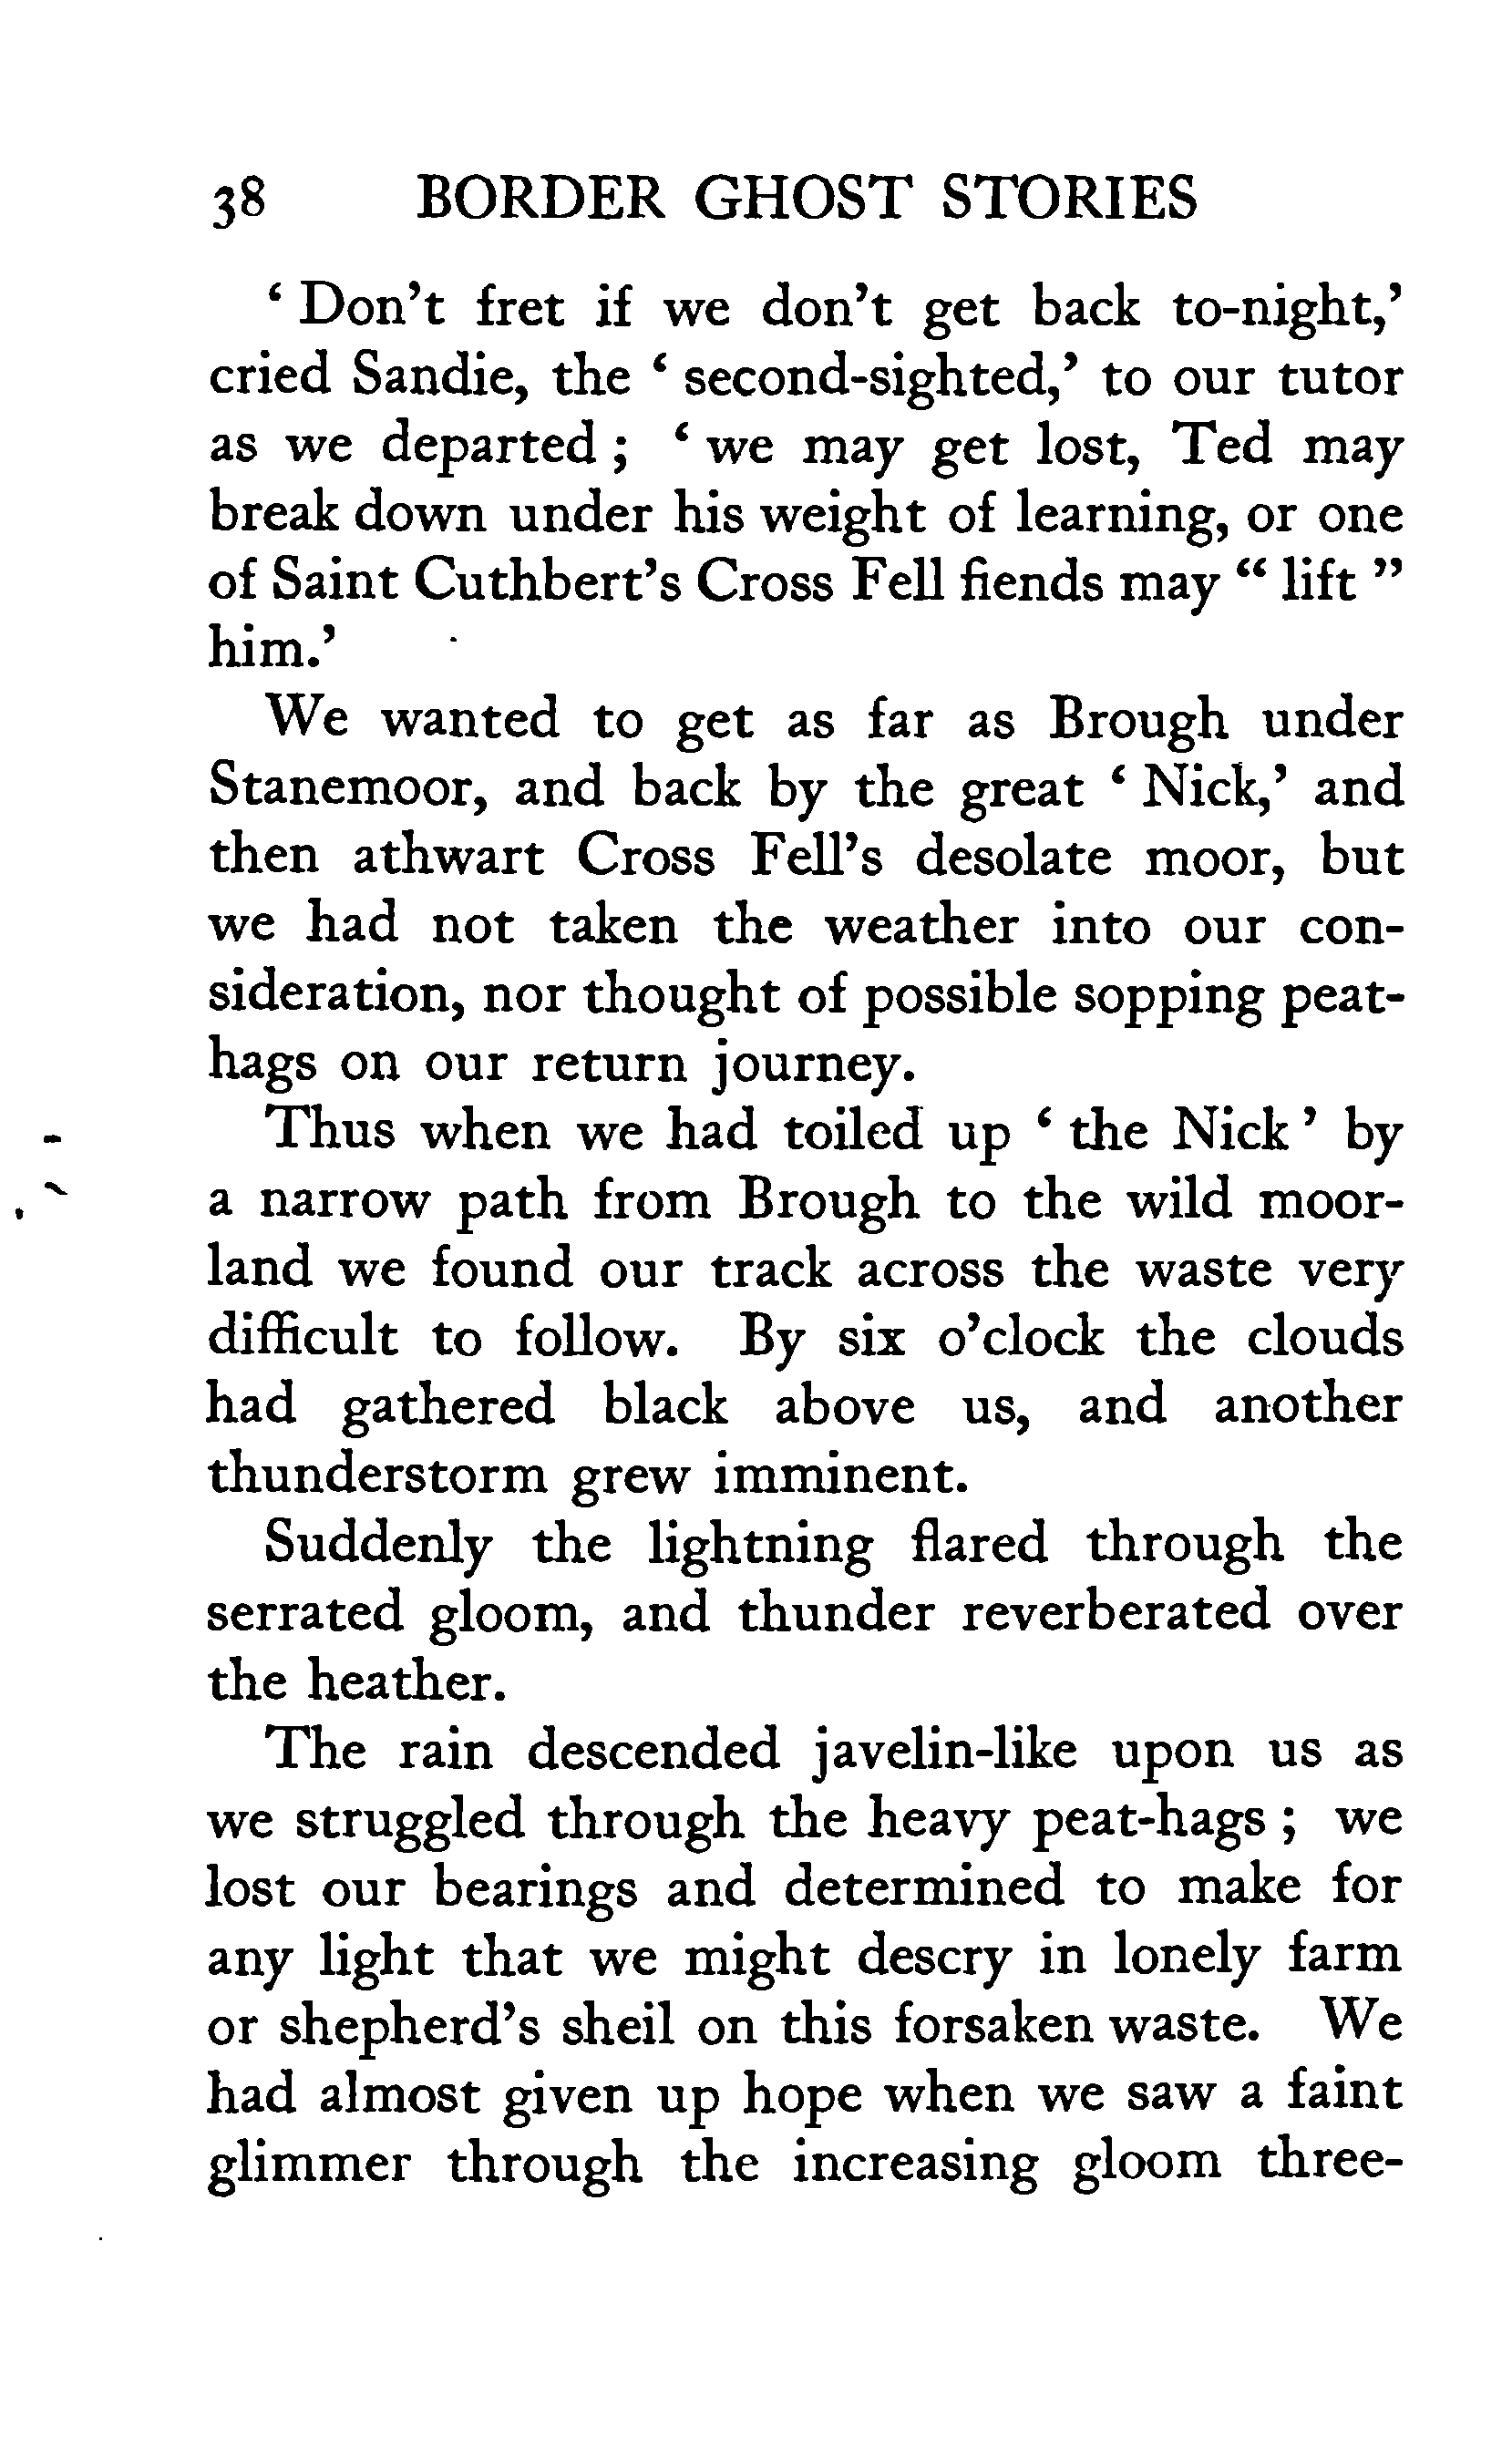 38 BORDER GHOST STORIES
‘ Don’t fret if we don’t get back to-night,’
cried Sandie, the ‘ second-sighted,’ to our tutor
as we departed ; ‘ we may get lost, Ted may
break down under his weight of learning, or one
of Saint Cuthbert’s Cross Fell fiends may “ lift ”
him.’
We wanted to get as far as Brough under
Stanemoor, and back by the great ‘ Nick,’ and
then athwart Cross Fell’s desolate moor, but
we had not taken the weather into our con-
sideration, nor thought of possible sopping peat-
hags on our return journey.
Thus when we had toiled up ‘ the Nick ’ by
a narrow path from Brough to the wild moor-
land we found our track across the waste very
difficult to follow. By six o’clock the clouds
had gathered black above us, and another
thunderstorm grew imminent.
Suddenly the lightning flared through the
serrated gloom, and thunder reverberated over
the heather.
The rain descended javelin-like upon us as
we struggled through the heavy peat-hags ; we
lost our bearings and determined to make for
any light that we might descry in lonely farm
or shepherd’s sheil on this forsaken waste. We
had almost given up hope when we saw a faint
glimmer through the increasing gloom three-